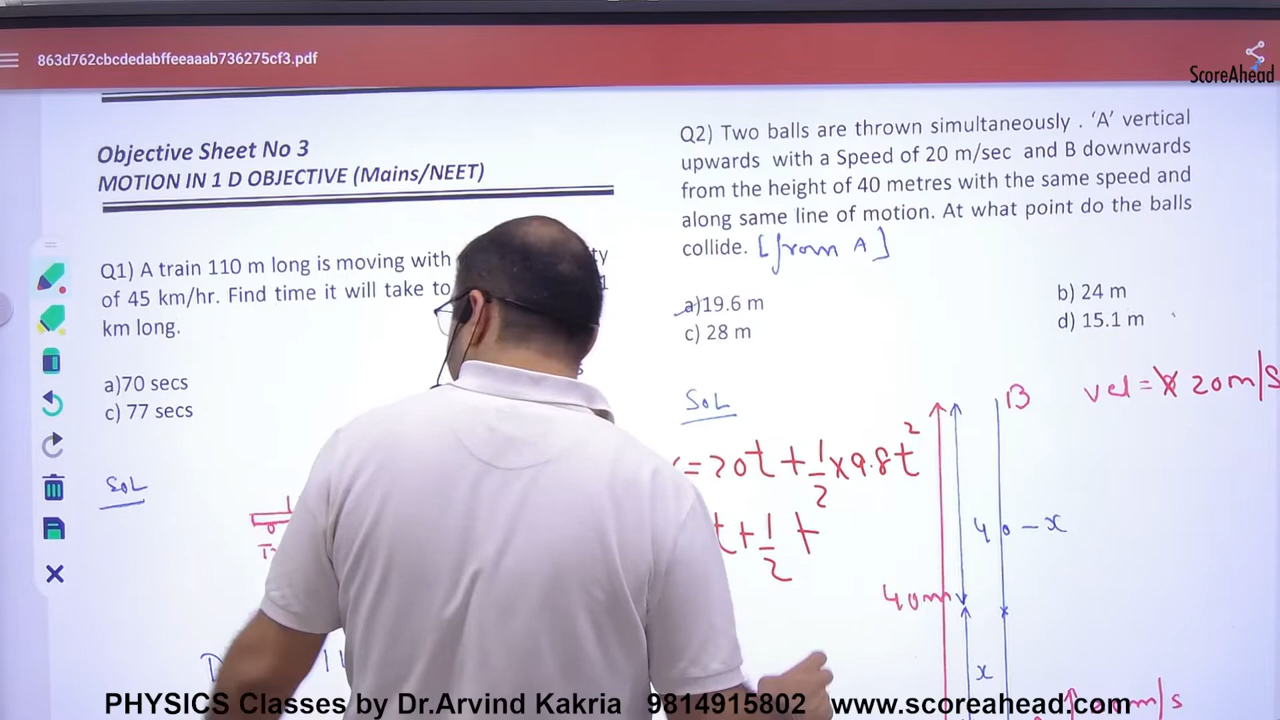 863d762cbcdedabffeeaaab736275cf3.pdf
ScoreAhead
Objective Sheet No 3
MOTION IN 1 D OBJECTIVE (Mains/NEET)
Q1) A train 110 m long is moving with
of 45 km/hr. Find time it will take to
km long.
a)70 secs
c) 77 secs
SOL
Q2) Two balls are thrown simultaneously . ‘A’ vertical
upwards with a Speed of 20 m/sec and B downwards
from the height of 40 metres with the same speed and
along same line of motion. At what point do the balls
collide. [from A]
a)19.6 m
b) 24 m
c) 28 m
d) 15.1 m
SOL
B
vel = 20m/s
=20t+1/2×9.8t²
t+1/2
40-x
40m
x
20m/s
PHYSICS Classes by Dr.Arvind Kakria 9814915802 www.scoreahead.com